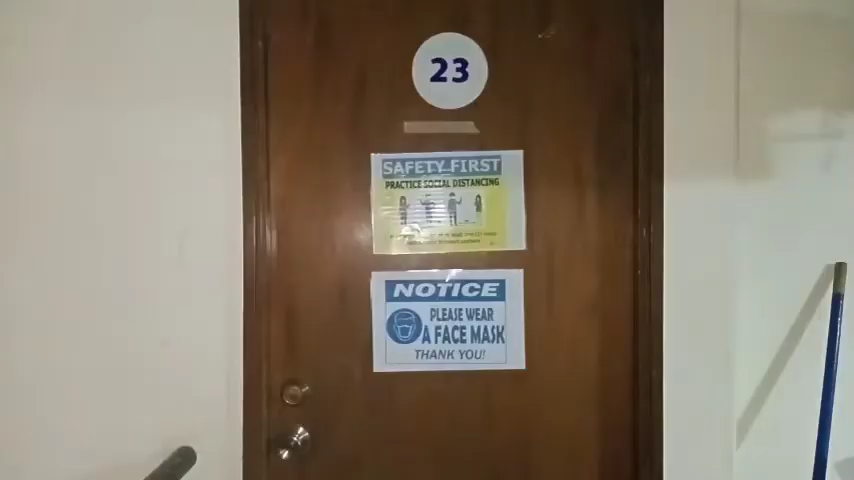 23
SAFETY FIRST
PRACTICE SOCIAL DISTANCING
NOTICE
PLEASE WEAR
A FACE MASK
THANK YOU!